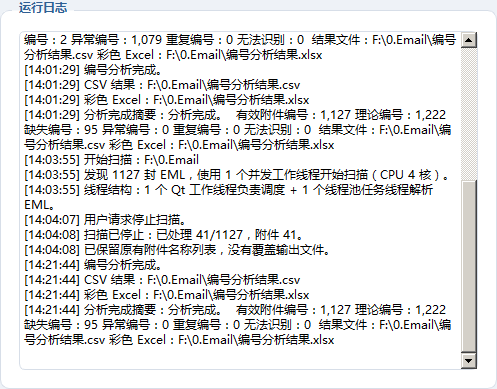 运行日志
编号：2 异常编号：1,079 重复编号：0 无法识别：0  结果文件：F:\0.Email\编号
分析结果.csv 彩色 Excel：F:\0.Email\编号分析结果.xlsx
[14:01:29] 编号分析完成。
[14:01:29] CSV 结果：F:\0.Email\编号分析结果.csv
[14:01:29] 彩色 Excel：F:\0.Email\编号分析结果.xlsx
[14:01:29] 分析完成摘要：分析完成。  有效附件编号：1,127 理论编号：1,222
缺失编号：95 异常编号：0 重复编号：0 无法识别：0  结果文件：F:\0.Email\编
号分析结果.csv 彩色 Excel：F:\0.Email\编号分析结果.xlsx
[14:03:55] 开始扫描：F:\0.Email
[14:03:55] 发现 1127 封 EML，使用 1 个并发工作线程开始扫描（CPU 4 核）。
[14:03:55] 线程结构：1 个 Qt 工作线程负责调度 + 1 个线程池任务线程解析
EML。
[14:04:07] 用户请求停止扫描。
[14:04:08] 扫描已停止：已处理 41/1127，附件 41。
[14:04:08] 已保留原有附件名称列表，没有覆盖输出文件。
[14:21:44] 编号分析完成。
[14:21:44] CSV 结果：F:\0.Email\编号分析结果.csv
[14:21:44] 彩色 Excel：F:\0.Email\编号分析结果.xlsx
[14:21:44] 分析完成摘要：分析完成。  有效附件编号：1,127 理论编号：1,222
缺失编号：95 异常编号：0 重复编号：0 无法识别：0  结果文件：F:\0.Email\编
号分析结果.csv 彩色 Excel：F:\0.Email\编号分析结果.xlsx